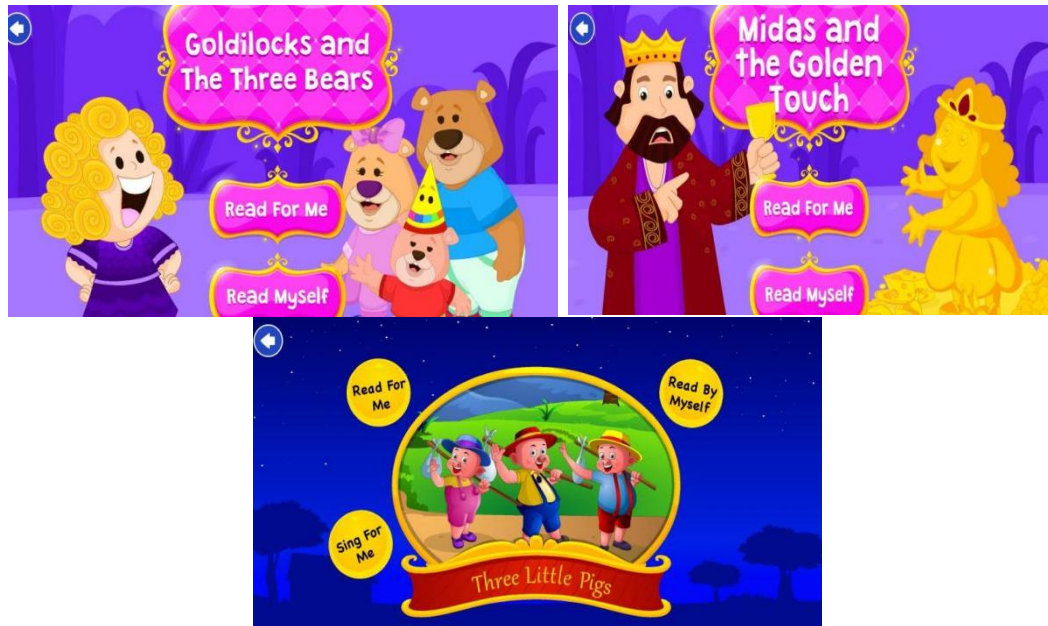 Goldilocks and
The Three Bears
Read For Me
Read Myself
Midas and
the Golden
Touch
Read For Me
Read Myself
Read For
Me
Read By
Myself
Sing For
Me
Three Little Pigs